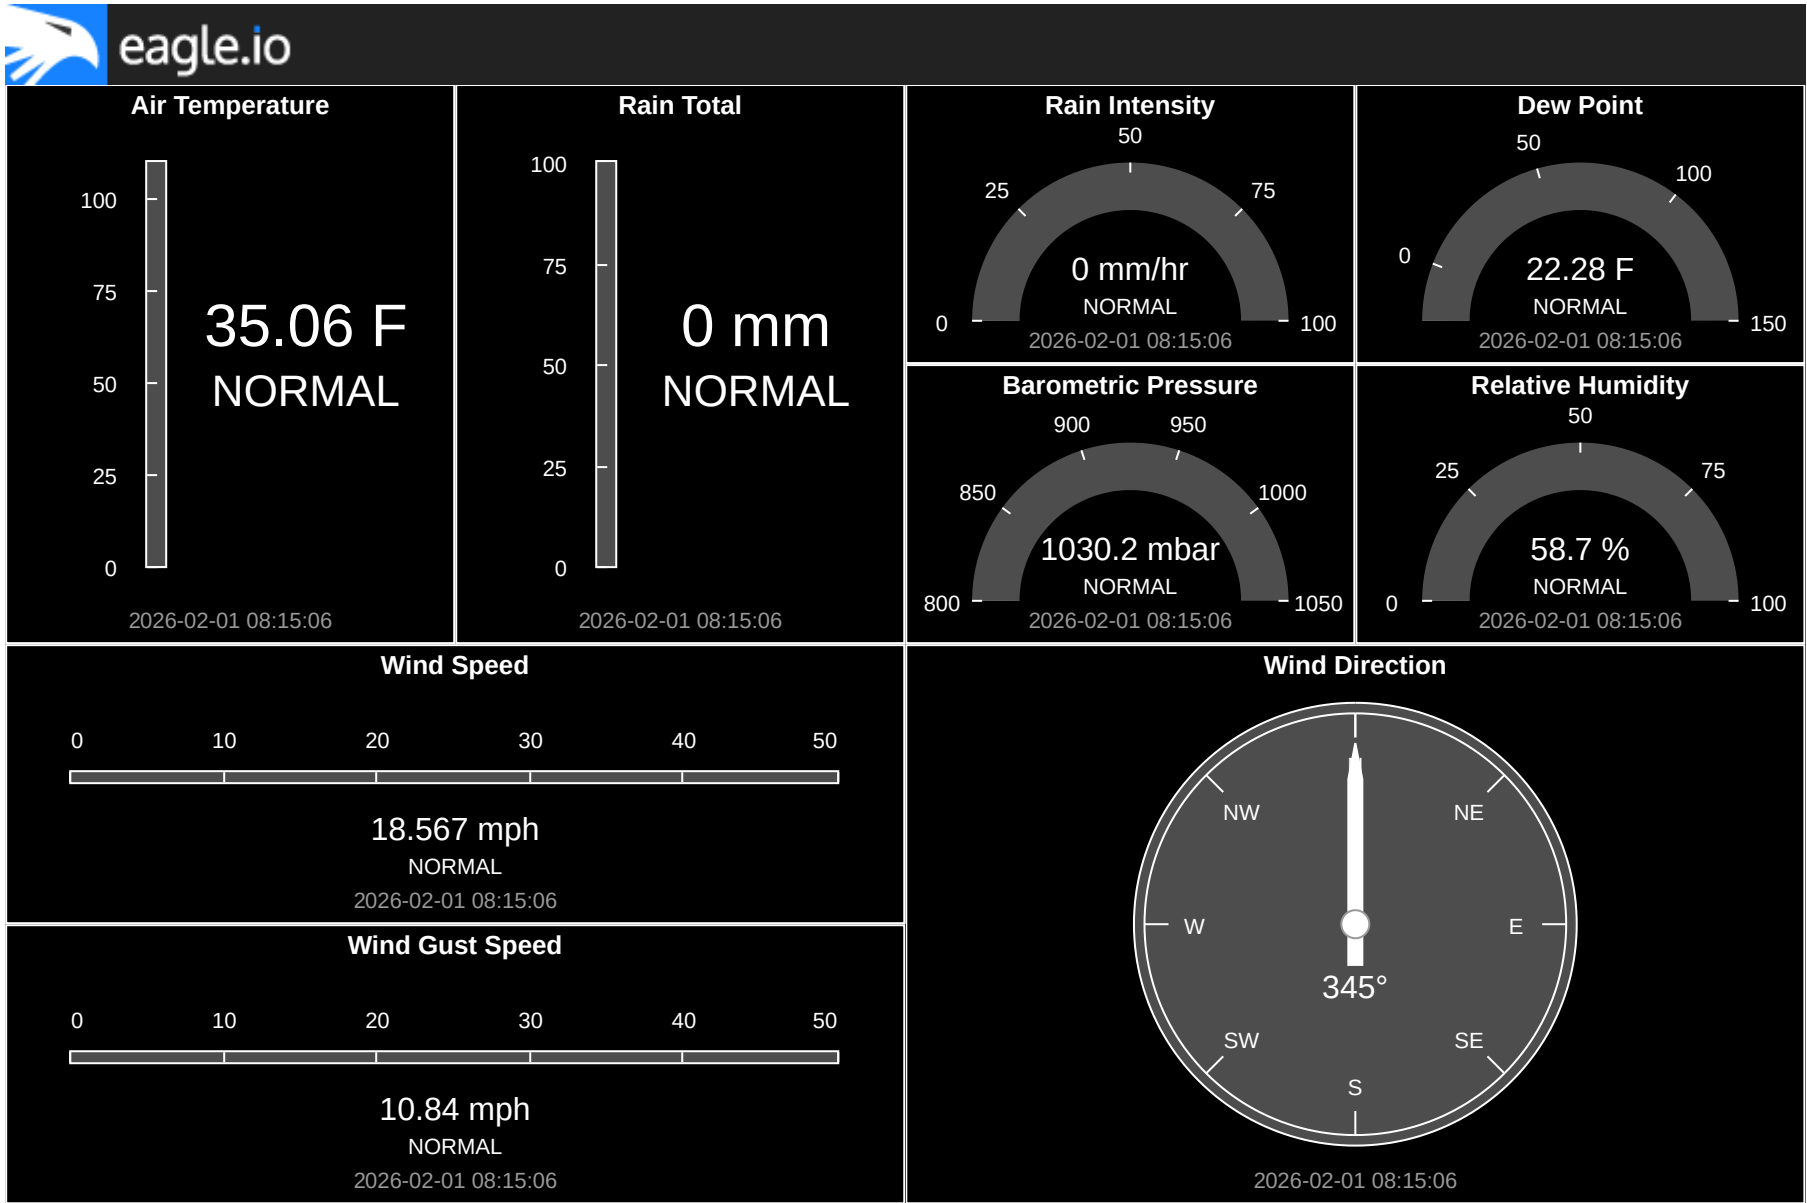 eagle.io
Air Temperature
100
75
50
25
0
35.06 F
NORMAL
2026-02-01 08:15:06
Rain Total
100
75
50
25
0
0 mm
NORMAL
2026-02-01 08:15:06
Rain Intensity
50
25
75
0
100
0 mm/hr
NORMAL
2026-02-01 08:15:06
Dew Point
50
100
0
150
22.28 F
NORMAL
2026-02-01 08:15:06
Barometric Pressure
900
950
850
1000
800
1050
1030.2 mbar
NORMAL
2026-02-01 08:15:06
Relative Humidity
50
25
75
0
100
58.7 %
NORMAL
2026-02-01 08:15:06
Wind Speed
0 10 20 30 40 50
18.567 mph
NORMAL
2026-02-01 08:15:06
Wind Gust Speed
0 10 20 30 40 50
10.84 mph
NORMAL
2026-02-01 08:15:06
Wind Direction
NW NE
W E
345°
SW SE
S
2026-02-01 08:15:06